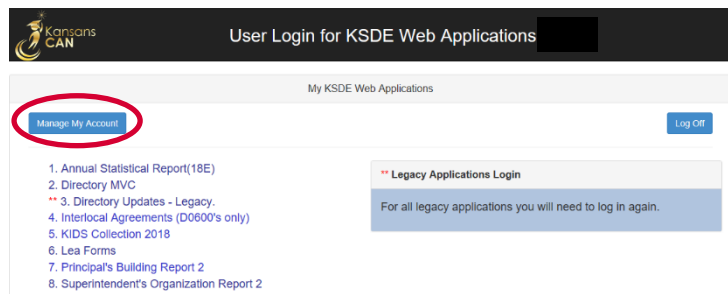 Kansans
CAN
User Login for KSDE Web Applications
My KSDE Web Applications
Manage My Account
Log Off
1. Annual Statistical Report(18E)
2. Directory MVC
** 3. Directory Updates - Legacy.
4. Interlocal Agreements (D0600's only)
5. KIDS Collection 2018
6. Lea Forms
7. Principal's Building Report 2
8. Superintendent's Organization Report 2
** Legacy Applications Login
For all legacy applications you will need to log in again.